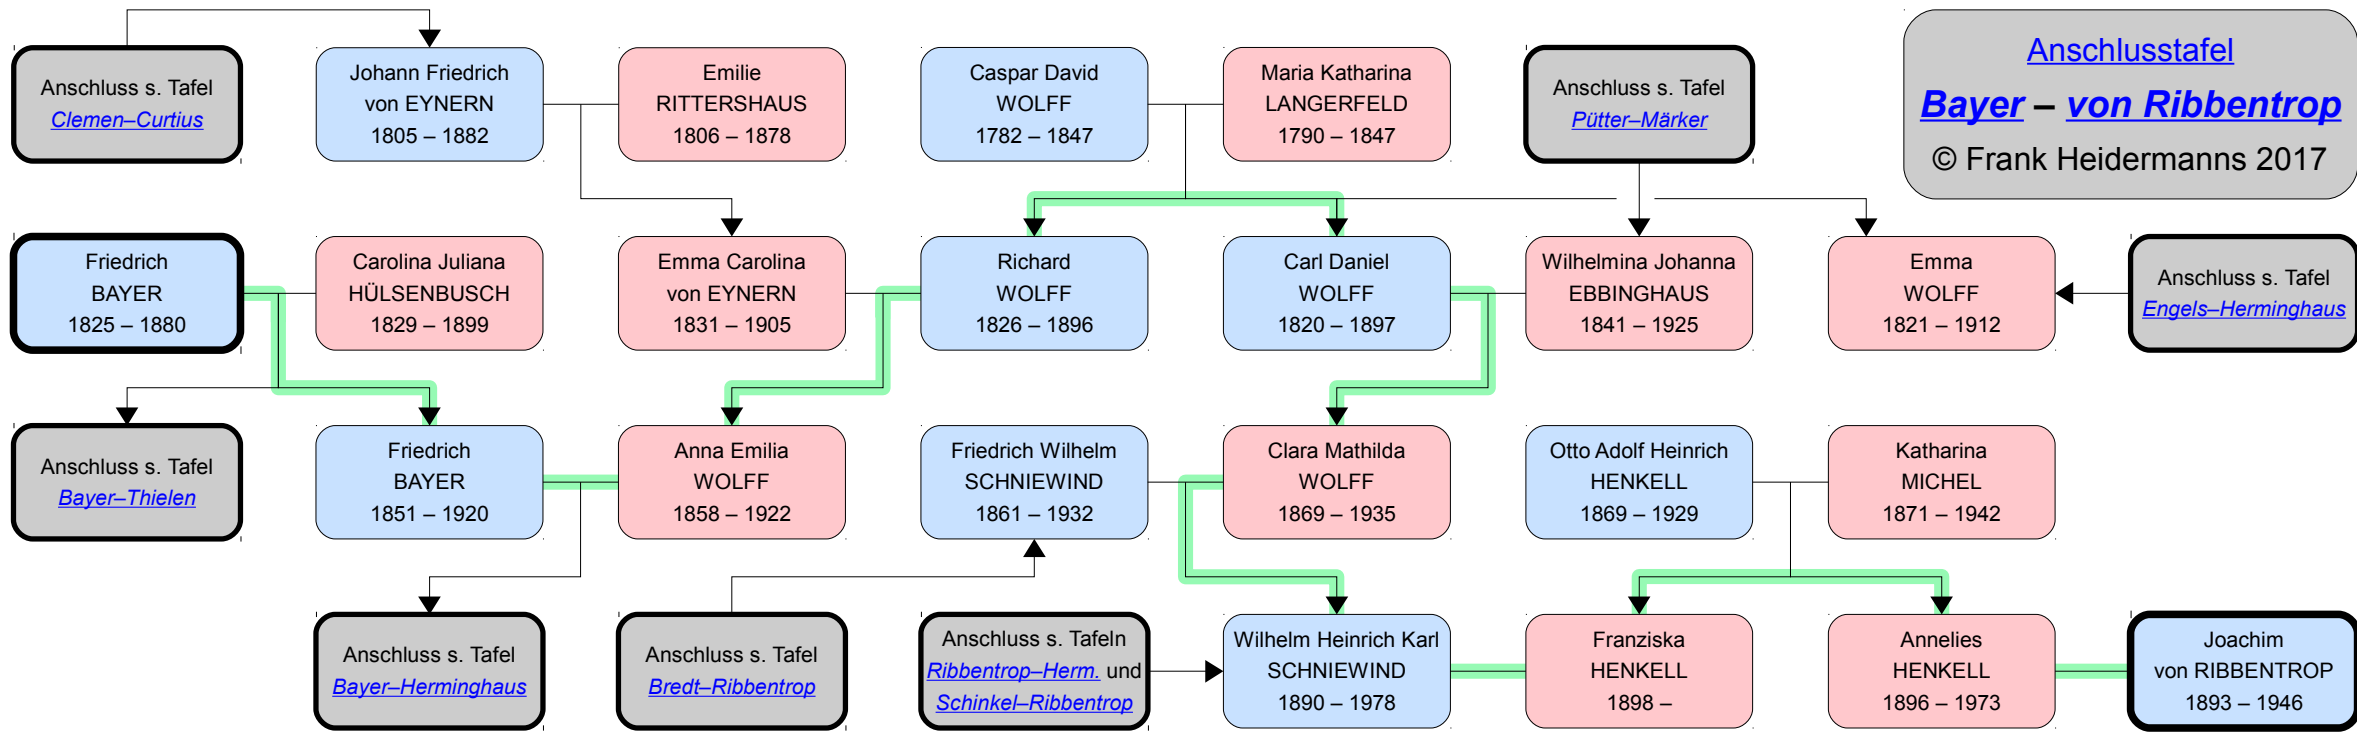 Anschluss s. Tafel
Clemen–Curtius
Johann Friedrich
von EYNERN
1805 – 1882
Emilie
RITTERSHAUS
1806 – 1878
Caspar David
WOLFF
1782 – 1847
Maria Katharina
LANGERFELD
1790 – 1847
Anschluss s. Tafel
Pütter–Märker
Anschlusstafel
Bayer – von Ribbentrop
© Frank Heidermanns 2017
Friedrich
BAYER
1825 – 1880
Carolina Juliana
HÜLSENBUSCH
1829 – 1899
Emma Carolina
von EYNERN
1831 – 1905
Richard
WOLFF
1826 – 1896
Carl Daniel
WOLFF
1820 – 1897
Wilhelmina Johanna
EBBINGHAUS
1841 – 1925
Emma
WOLFF
1821 – 1912
Anschluss s. Tafel
Engels–Herminghaus
Anschluss s. Tafel
Bayer–Thielen
Friedrich
BAYER
1851 – 1920
Anna Emilia
WOLFF
1858 – 1922
Friedrich Wilhelm
SCHNIEWIND
1861 – 1932
Clara Mathilda
WOLFF
1869 – 1935
Otto Adolf Heinrich
HENKELL
1869 – 1929
Katharina
MICHEL
1871 – 1942
Anschluss s. Tafel
Bayer–Herminghaus
Anschluss s. Tafel
Bredt–Ribbentrop
Anschluss s. Tafeln
Ribbentrop–Herm. und
Schinkel–Ribbentrop
Wilhelm Heinrich Karl
SCHNIEWIND
1890 – 1978
Franziska
HENKELL
1898 –
Annelies
HENKELL
1896 – 1973
Joachim
von RIBBENTROP
1893 – 1946